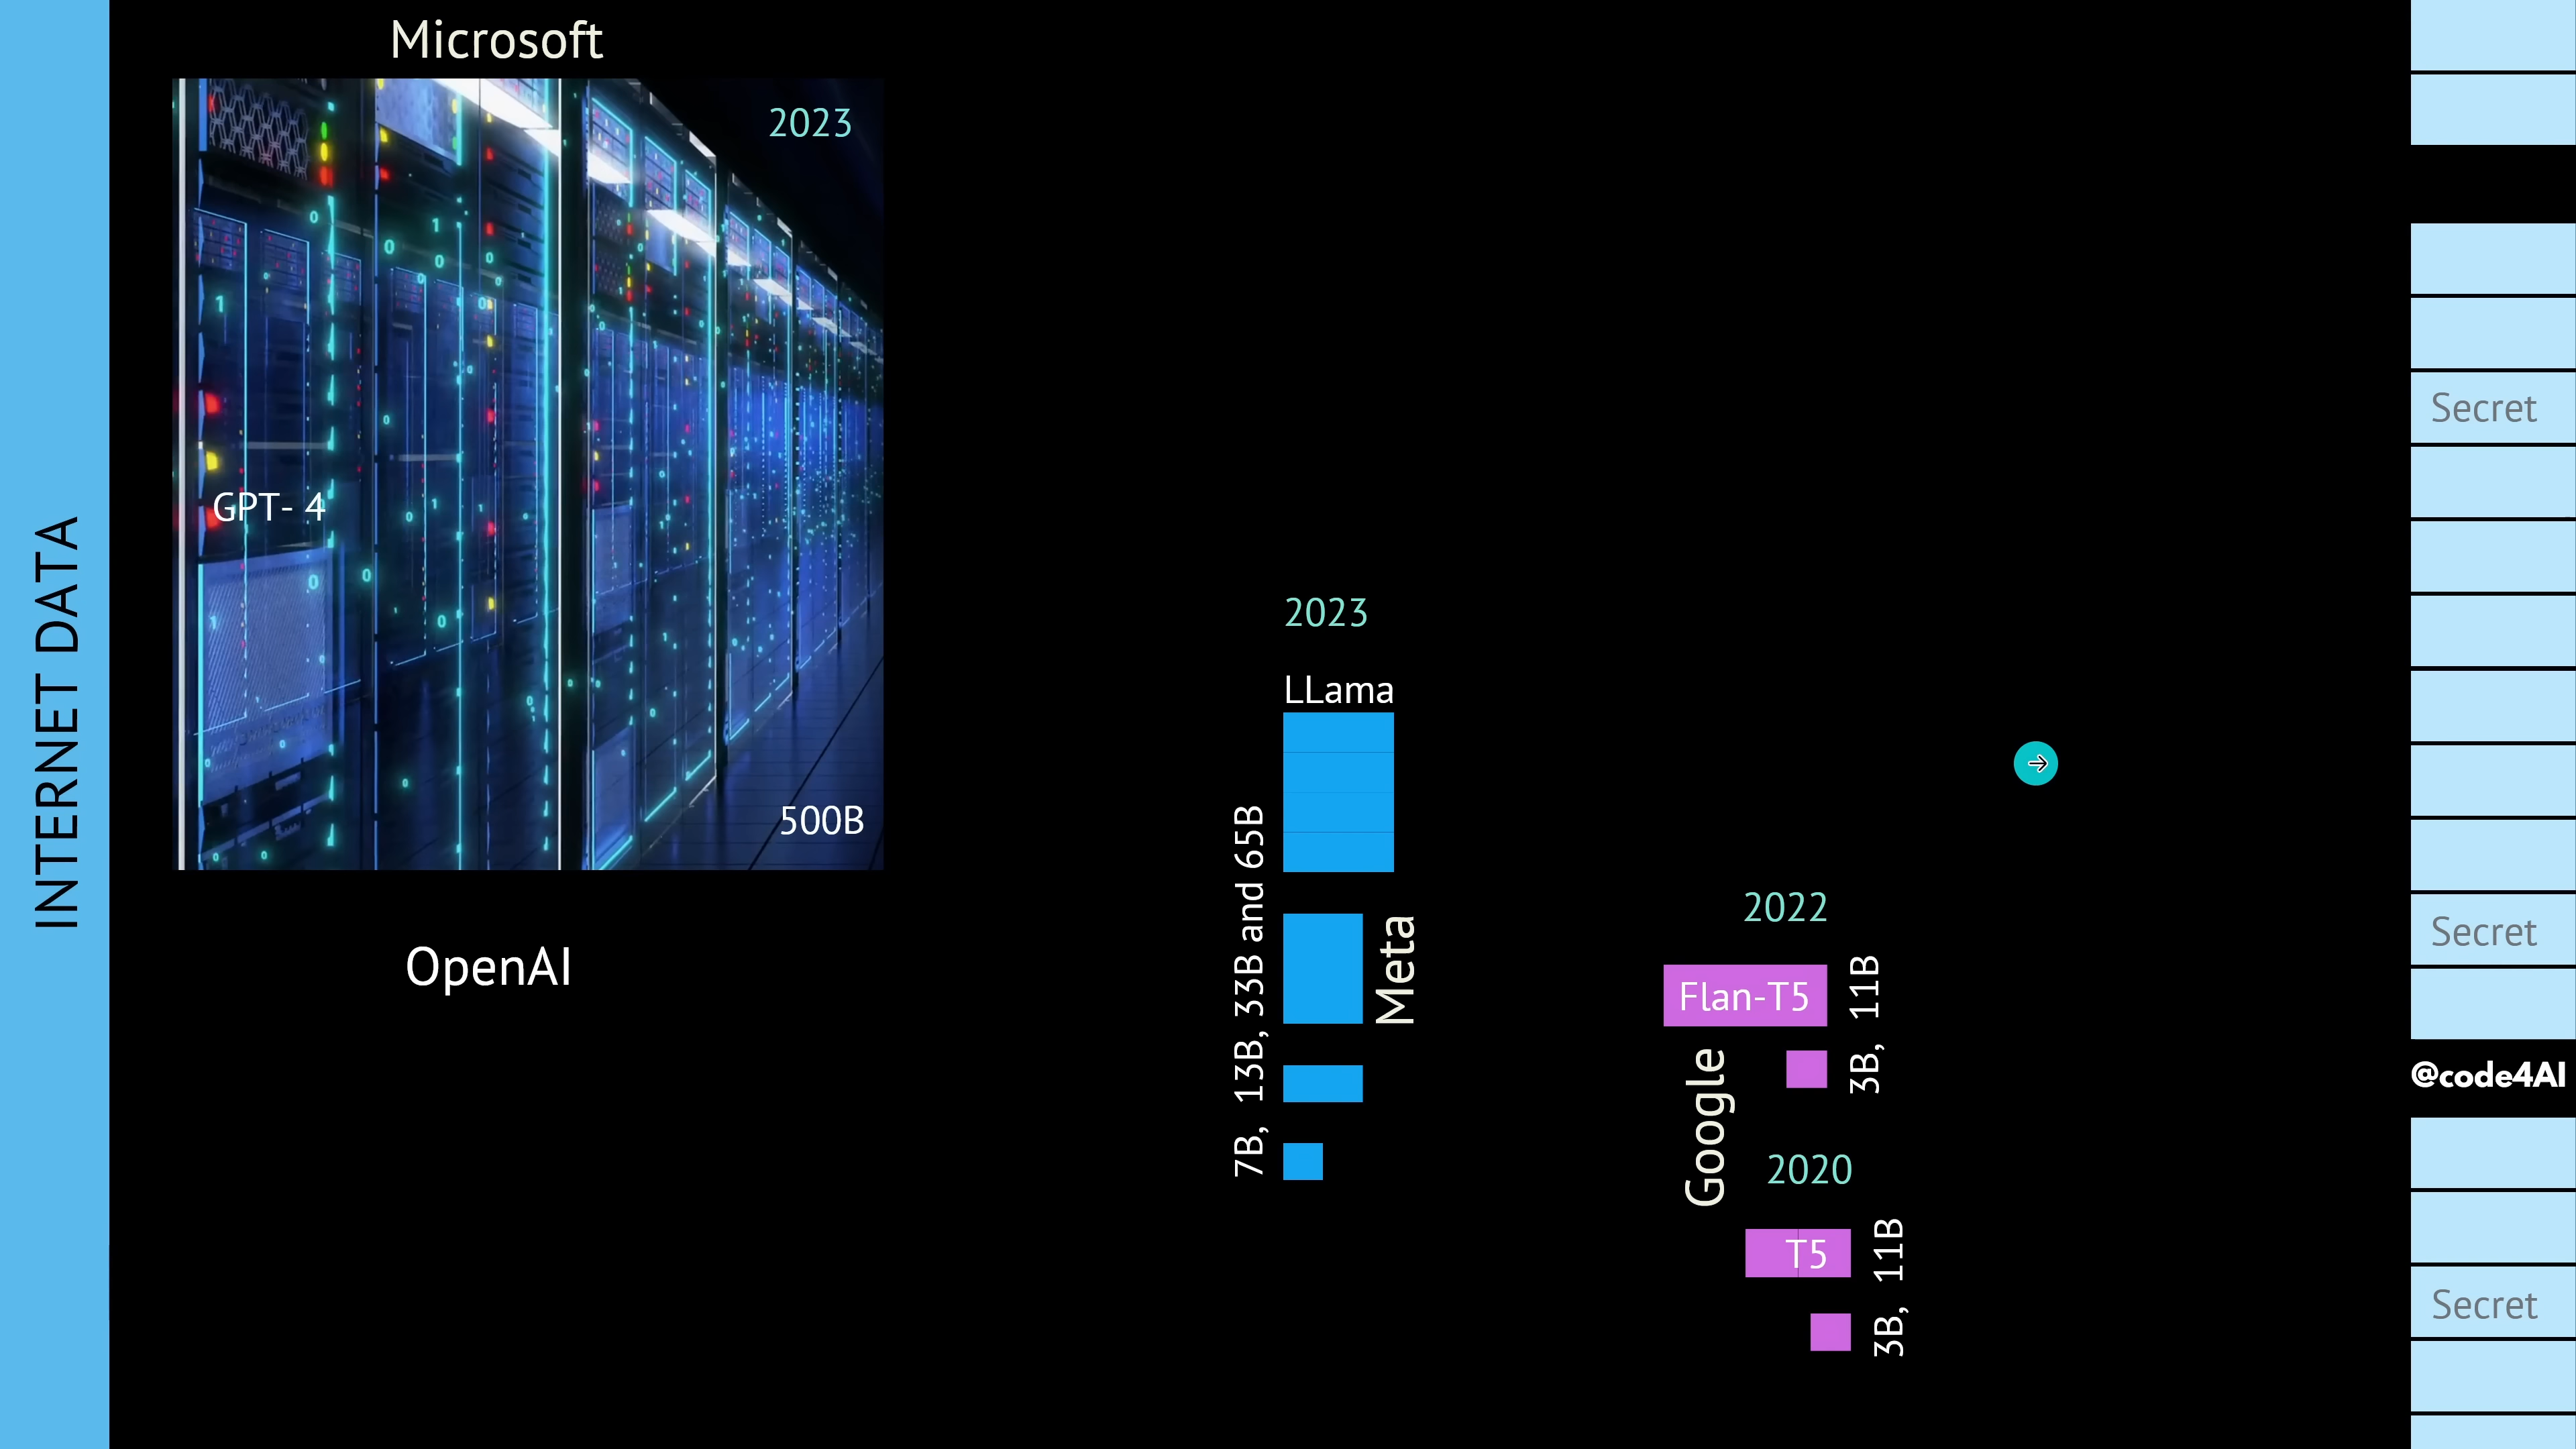 INTERNET DATA
Microsoft
2023
GPT- 4
500B
OpenAI
2023
LLama
7B, 13B, 33B and 65B
Meta
2022
Flan-T5
3B, 11B
Google
2020
T5
3B, 11B
Secret
Secret
@code4AI
Secret